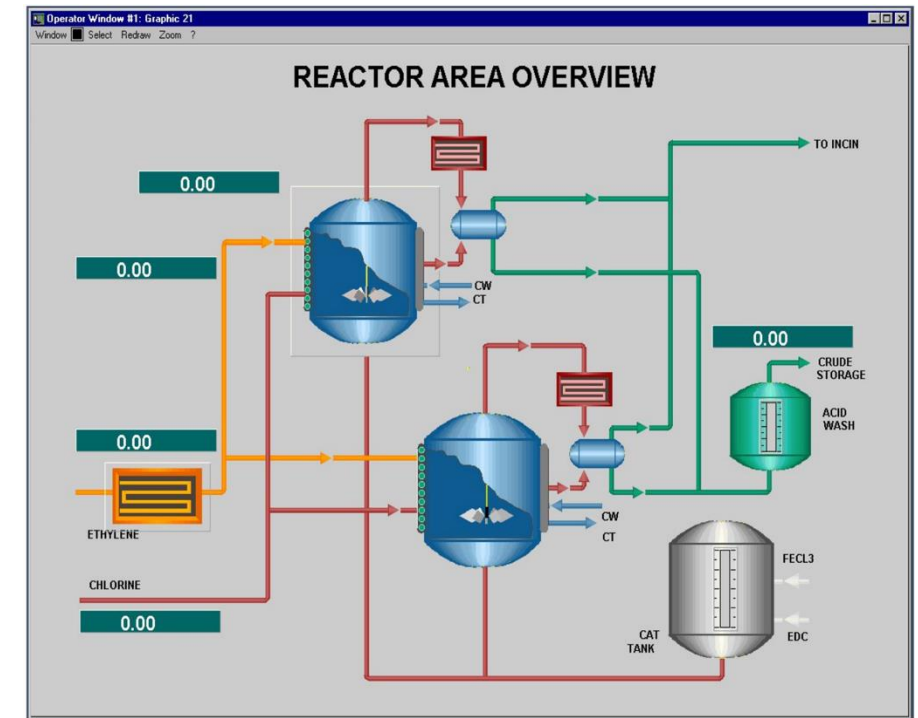 Operator Window #1: Graphic 21
Window Select Redraw Zoom ?
REACTOR AREA OVERVIEW
TO INCIN
0.00
0.00
CW
CT
0.00
CRUDE
STORAGE
ACID
WASH
0.00
ETHYLENE
CW
CT
CHLORINE
0.00
FECL3
CAT
TANK
EDC